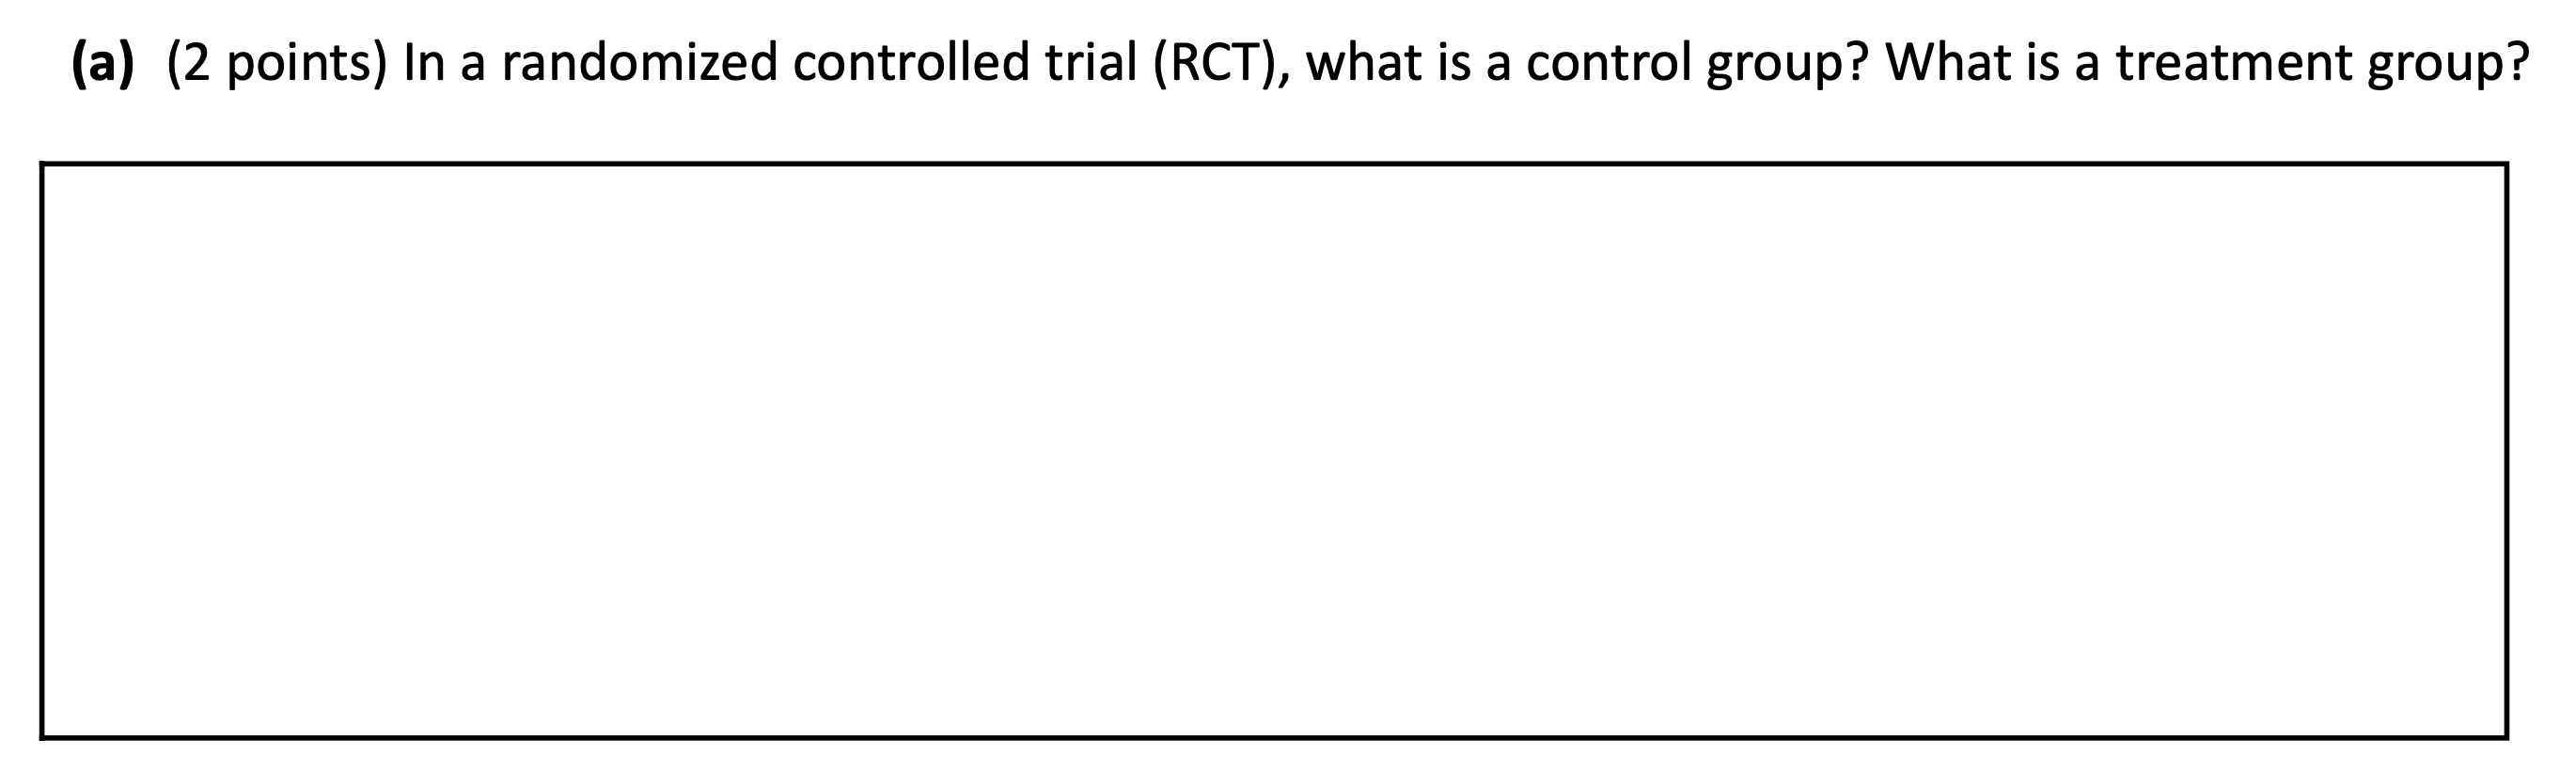 (a) (2 points) In a randomized controlled trial (RCT), what is a control group? What is a treatment group?